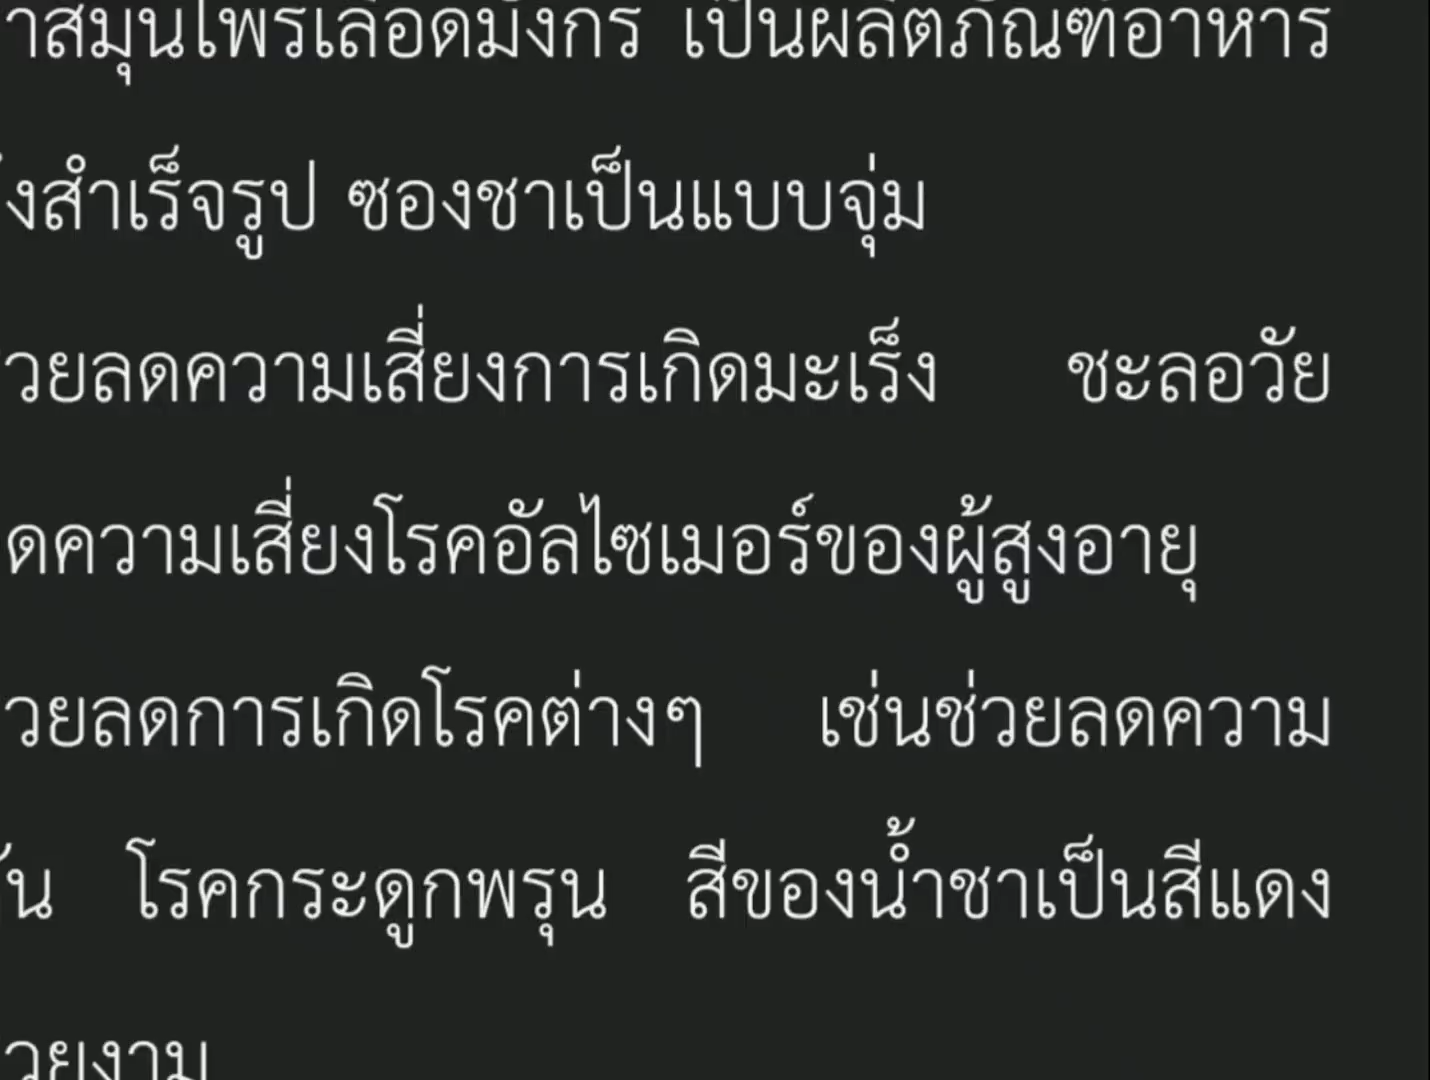 าสมุนไพรเลือดมังกร เป็นผลิตภัณฑ์อาหาร
งสำเร็จรูป ซองชาเป็นแบบจุ่ม
วยลดความเสี่ยงการเกิดมะเร็ง ชะลอวัย
ดความเสี่ยงโรคอัลไซเมอร์ของผู้สูงอายุ
วยลดการเกิดโรคต่างๆ เช่นช่วยลดความ
ัน โรคกระดูกพรุน สีของน้ำชาเป็นสีแดง
วยงาม